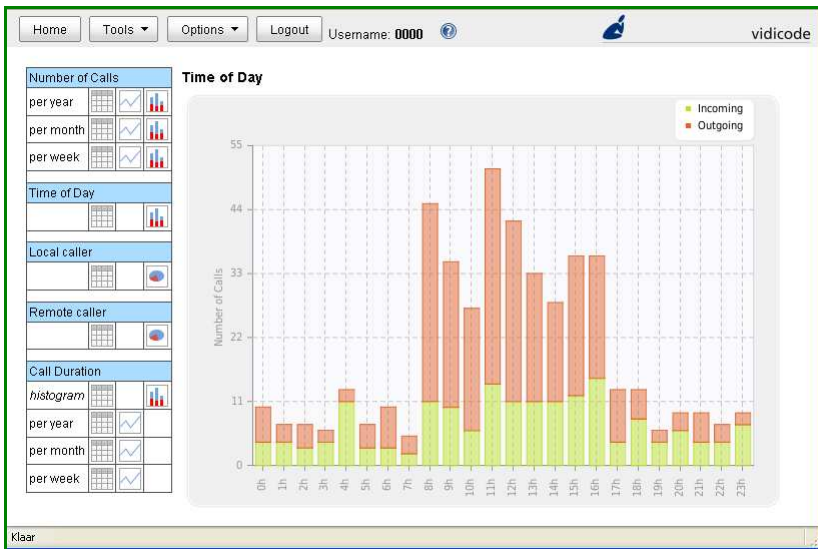 Home Tools Options Logout Username: 0000 ? vidicode
Number of Calls
per year
per month
per week
Time of Day
Local caller
Remote caller
Call Duration
histogram
per year
per month
per week
Time of Day
Incoming
Outgoing
Number of Calls
55
44
33
22
11
0
0h 1h 2h 3h 4h 5h 6h 7h 8h 9h 10h 11h 12h 13h 14h 15h 16h 17h 18h 19h 20h 21h 22h 23h
Klaar